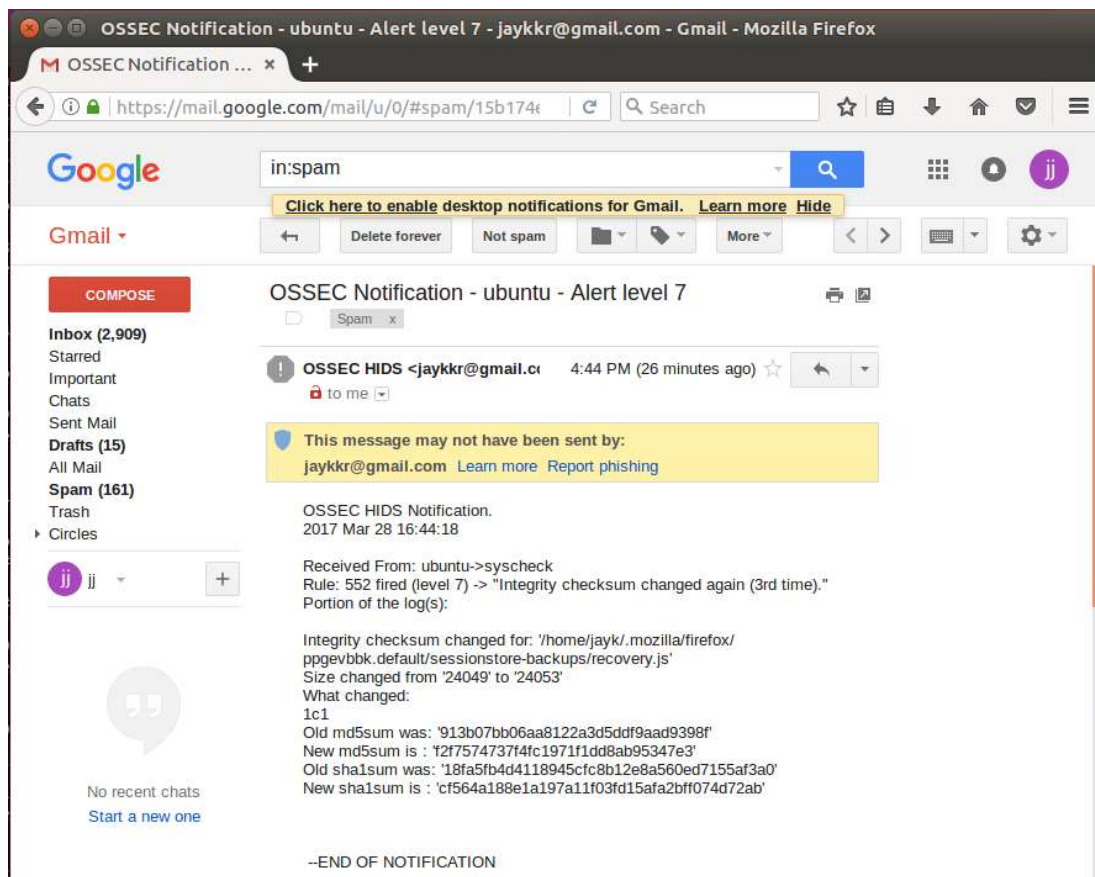 OSSEC Notification - ubuntu - Alert level 7 - jaykkr@gmail.com - Gmail - Mozilla Firefox
OSSEC Notification ... × +
https://mail.google.com/mail/u/0/#spam/15b174e Search
Google in:spam jj
Click here to enable desktop notifications for Gmail. Learn more Hide
Gmail Delete forever Not spam More
COMPOSE
Inbox (2,909)
Starred
Important
Chats
Sent Mail
Drafts (15)
All Mail
Spam (161)
Trash
Circles
jj jj +
No recent chats
Start a new one
OSSEC Notification - ubuntu - Alert level 7
Spam x
OSSEC HIDS <jaykkr@gmail.co 4:44 PM (26 minutes ago)
to me
This message may not have been sent by:
jaykkr@gmail.com Learn more Report phishing
OSSEC HIDS Notification.
2017 Mar 28 16:44:18
Received From: ubuntu->syscheck
Rule: 552 fired (level 7) -> "Integrity checksum changed again (3rd time)."
Portion of the log(s):
Integrity checksum changed for: '/home/jayk/.mozilla/firefox/
ppgevbbk.default/sessionstore-backups/recovery.js'
Size changed from '24049' to '24053'
What changed:
1c1
Old md5sum was: '913b07bb06aa8122a3d5ddf9aad9398f'
New md5sum is : 'f2f7574737f4fc1971f1dd8ab95347e3'
Old sha1sum was: '18fa5fb4d4118945cfc8b12e8a560ed7155af3a0'
New sha1sum is : 'cf564a188e1a197a11f03fd15afa2bff074d72ab'
--END OF NOTIFICATION